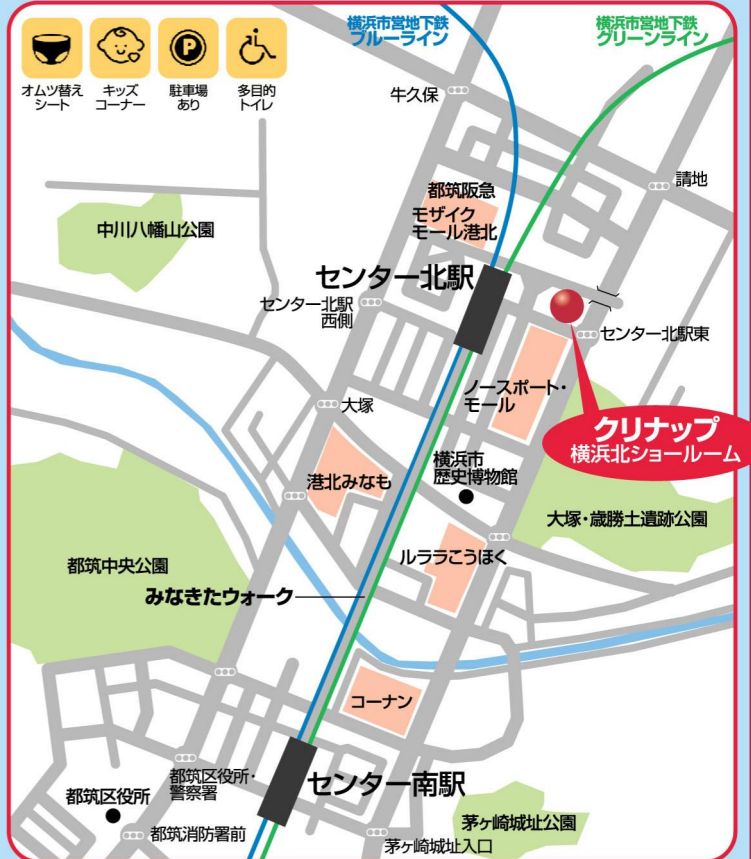 横浜市営地下鉄
ブルーライン
横浜市営地下鉄
グリーンライン
オムツ替え
シート
キッズ
コーナー
P
駐車場
あり
多目的
トイレ
牛久保
請地
都筑阪急
モザイク
モール港北
中川八幡山公園
センター北駅
センター北駅
西側
センター北駅東
ノースポート・
モール
大塚
クリナップ
横浜北ショールーム
港北みなも
横浜市
歴史博物館
大塚・歳勝土遺跡公園
ルララこうほく
都筑中央公園
みなきたウォーク
コーナン
センター南駅
都筑区役所・
警察署
都筑区役所
都筑消防署前
茅ヶ崎城址公園
茅ヶ崎城址入口